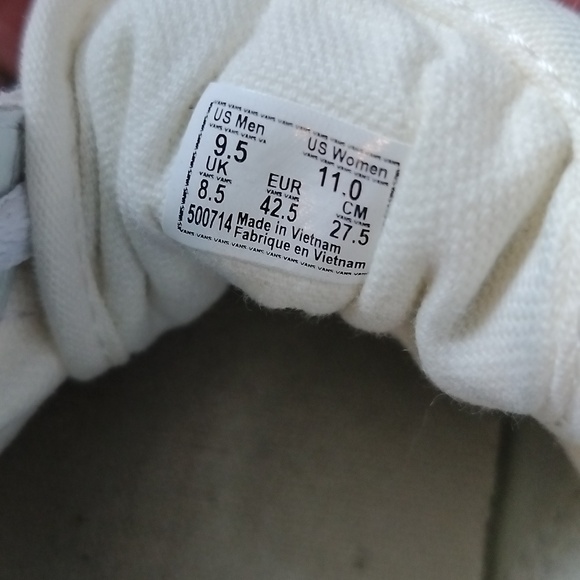 US Men US Women
9.5 11.0
UK EUR CM
8.5 42.5 27.5
500714 Made in Vietnam
Fabrique en Vietnam